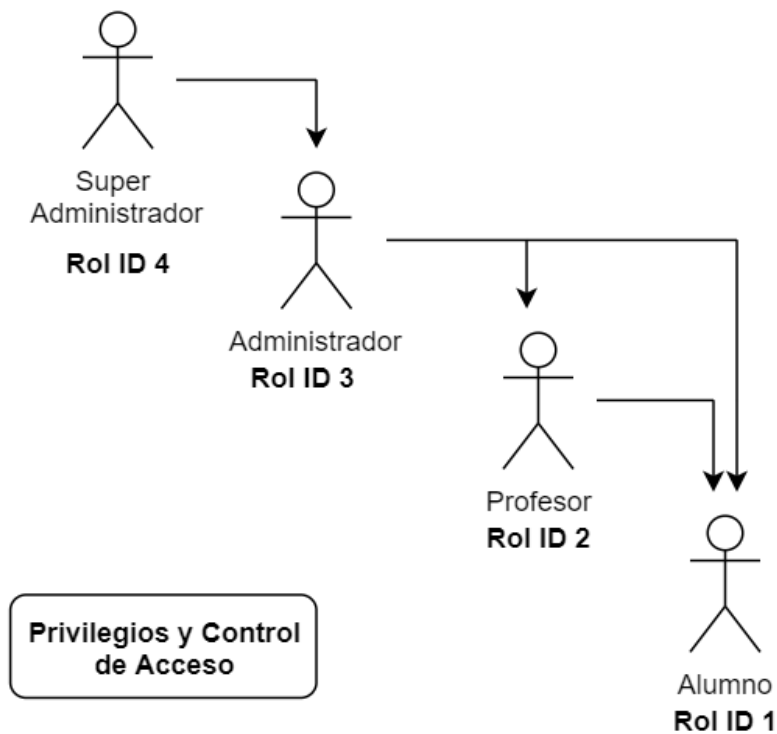 Super
Administrador
Rol ID 4
Administrador
Rol ID 3
Profesor
Rol ID 2
Privilegios y Control
de Acceso
Alumno
Rol ID 1